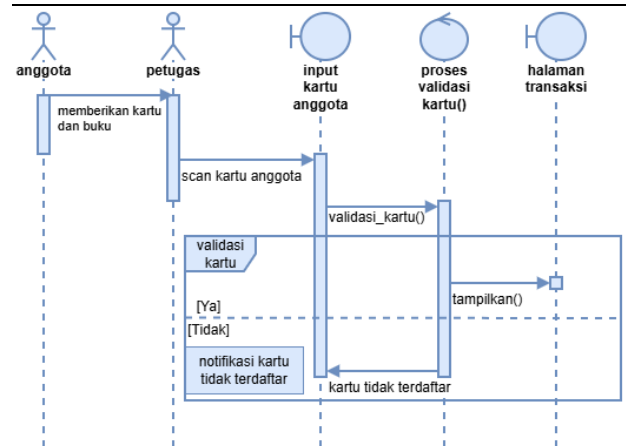 anggota
petugas
input
kartu
anggota
proses
validasi
kartu()
halaman
transaksi
memberikan kartu
dan buku
scan kartu anggota
validasi_kartu()
validasi
kartu
tampilkan()
[Ya]
[Tidak]
notifikasi kartu
tidak terdaftar
kartu tidak terdaftar